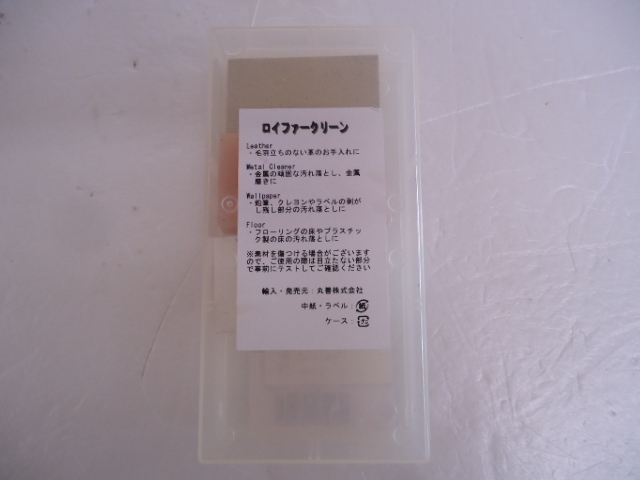 ロイファークリーン
Leather
・毛羽立ちのない革のお手入れに
Metal Cleaner
・金属の頑固な汚れ落とし、金属
磨きに
Wallpaper
・鉛筆、クレヨンやラベルの剥が
し残し部分の汚れ落としに
Floor
・フローリングの床やプラスチッ
ク製の床の汚れ落としに
※素材を傷つける場合がございます
ので、ご使用の際は目立たない部分
で事前にテストしてご確認ください
輸入・発売元：丸善株式会社
中紙・ラベル：紙
ケース：